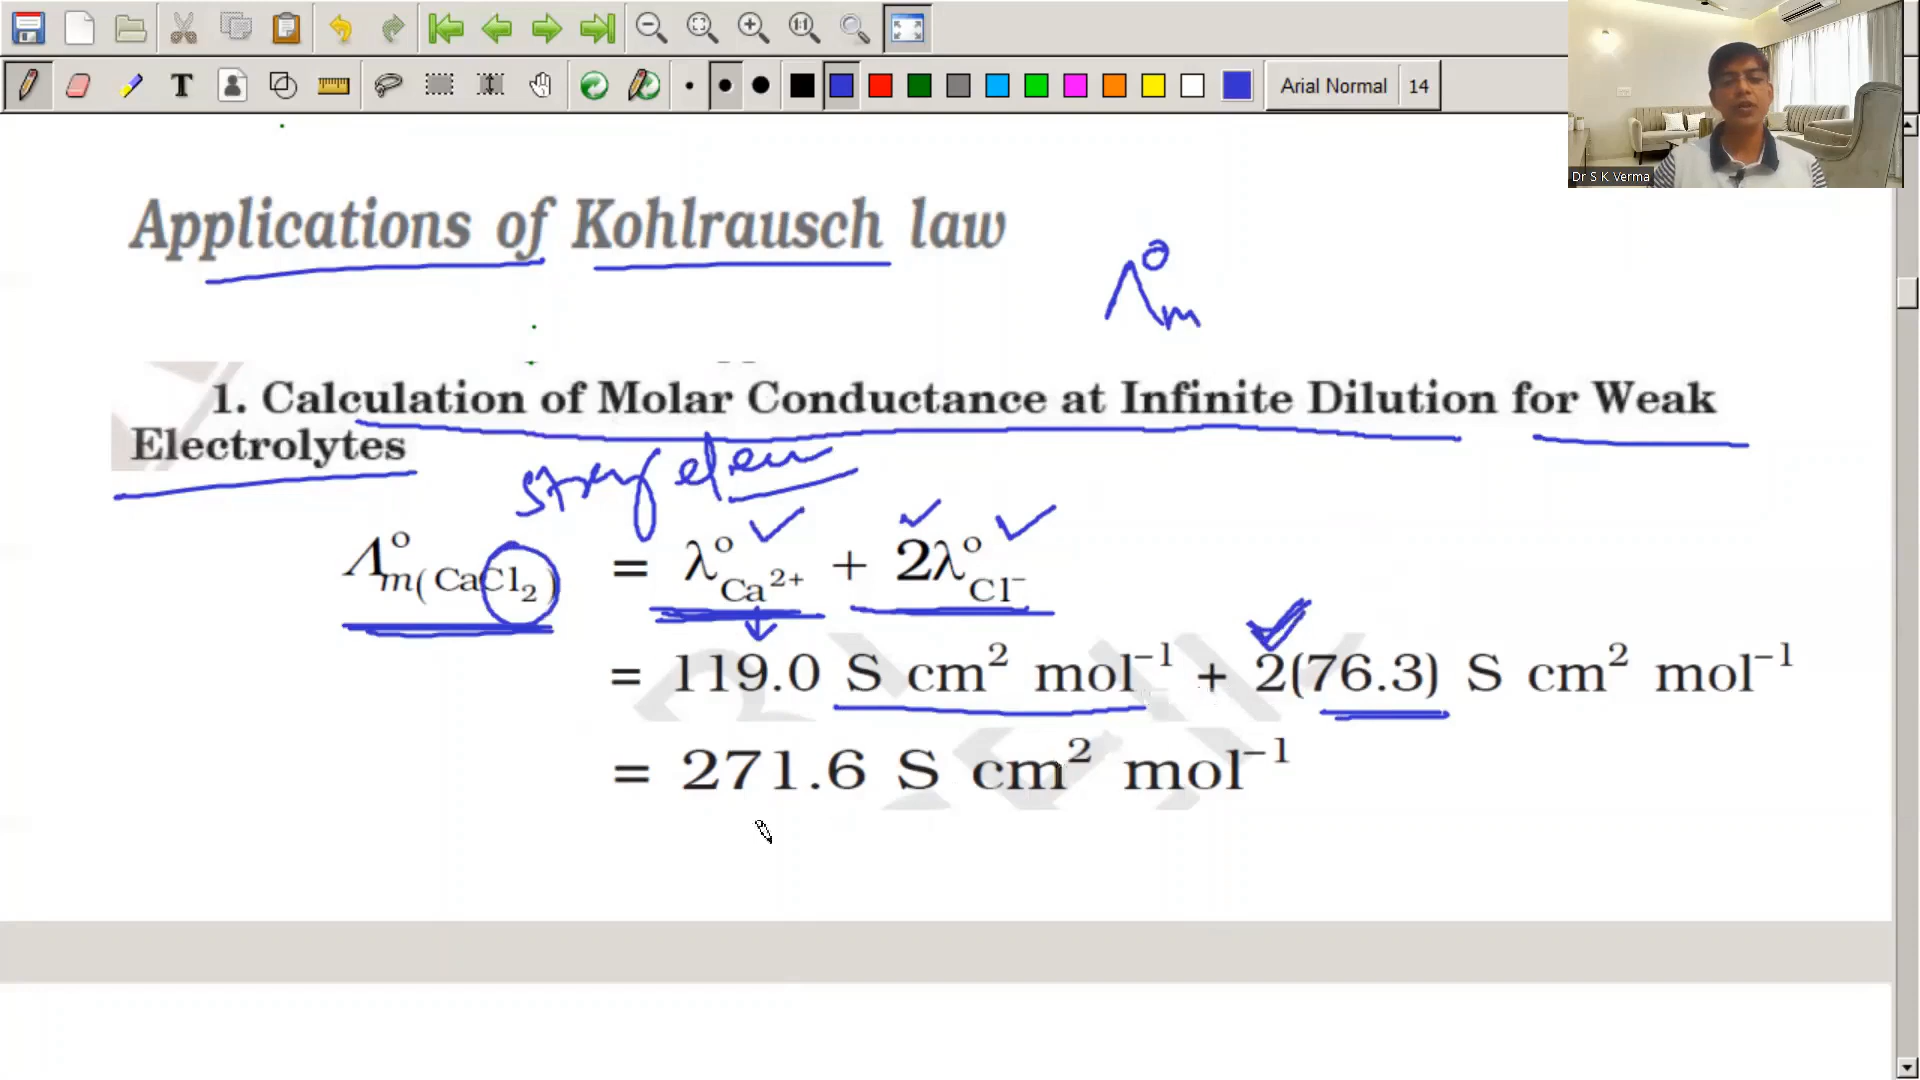 T
Arial Normal 14
Dr S K Verma
Applications of Kohlrausch law
Λ°m
1. Calculation of Molar Conductance at Infinite Dilution for Weak
Electrolytes
strong
Λ°m(CaCl₂) = λ°Ca²⁺ + 2λ°Cl⁻
= 119.0 S cm² mol⁻¹ + 2(76.3) S cm² mol⁻¹
= 271.6 S cm² mol⁻¹